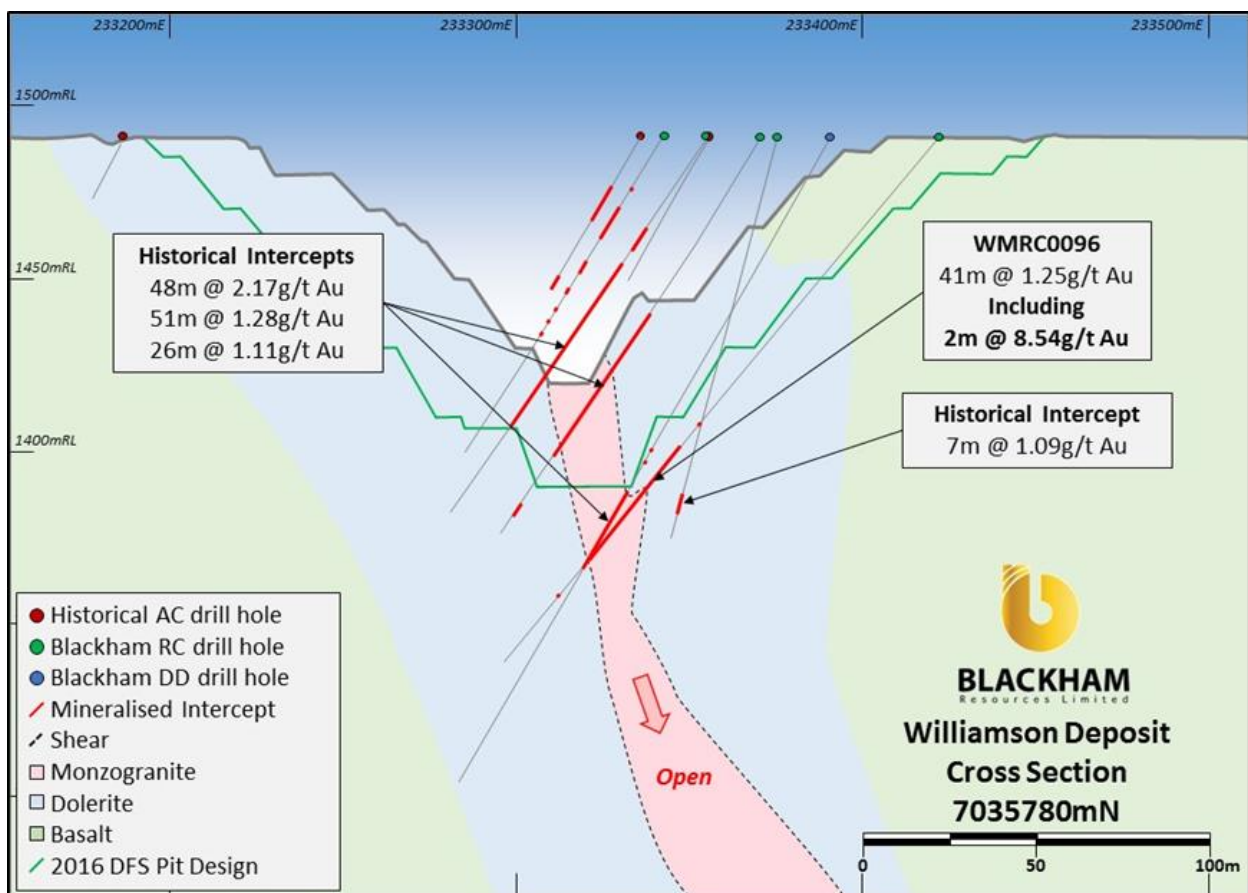 233200mE
233300mE
233400mE
233500mE
1500mRL
1450mRL
1400mRL
Historical Intercepts
48m @ 2.17g/t Au
51m @ 1.28g/t Au
26m @ 1.11g/t Au
WMRC0096
41m @ 1.25g/t Au
Including
2m @ 8.54g/t Au
Historical Intercept
7m @ 1.09g/t Au
Historical AC drill hole
Blackham RC drill hole
Blackham DD drill hole
Mineralised Intercept
Shear
Monzogranite
Dolerite
Basalt
2016 DFS Pit Design
Open
BLACKHAM
Resources Limited
Williamson Deposit
Cross Section
7035780mN
0 50 100m